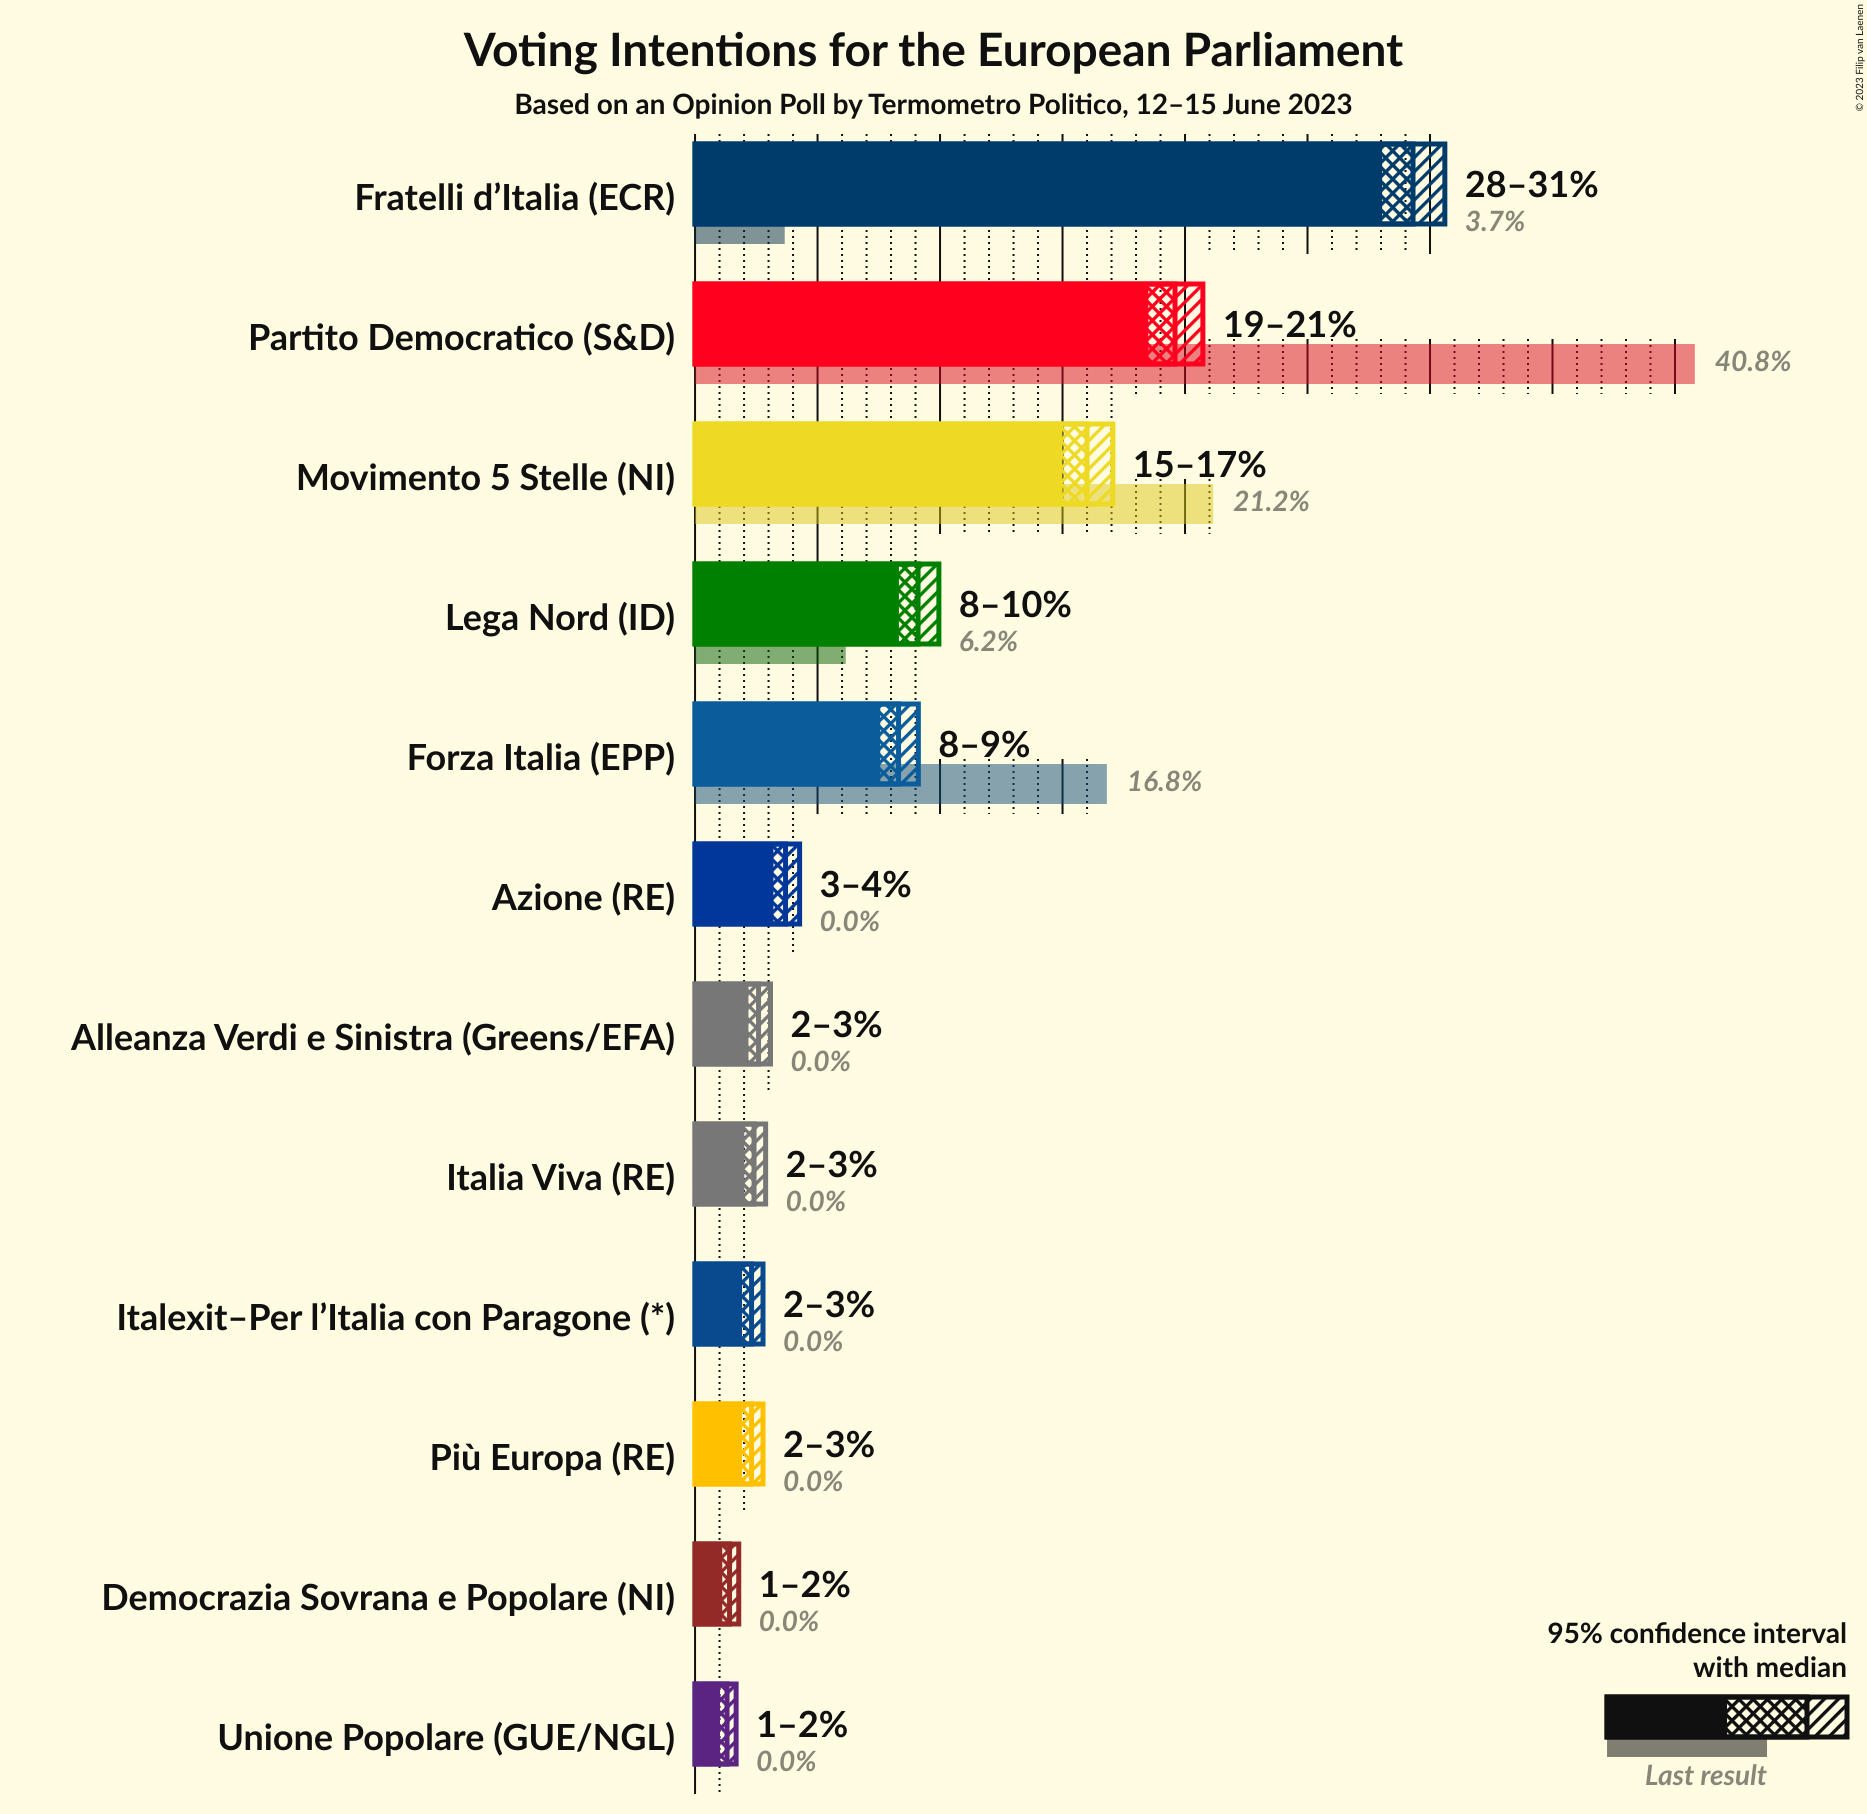 Voting Intentions for the European Parliament
Based on an Opinion Poll by Termometro Politico, 12–15 June 2023
© 2023 Filip van Laenen
Fratelli d’Italia (ECR)
28–31%
3.7%
Partito Democratico (S&D)
19–21%
40.8%
Movimento 5 Stelle (NI)
15–17%
21.2%
Lega Nord (ID)
8–10%
6.2%
Forza Italia (EPP)
8–9%
16.8%
Azione (RE)
3–4%
0.0%
Alleanza Verdi e Sinistra (Greens/EFA)
2–3%
0.0%
Italia Viva (RE)
2–3%
0.0%
Italexit–Per l’Italia con Paragone (*)
2–3%
0.0%
Più Europa (RE)
2–3%
0.0%
Democrazia Sovrana e Popolare (NI)
1–2%
0.0%
Unione Popolare (GUE/NGL)
1–2%
0.0%
95% confidence interval
with median
Last result